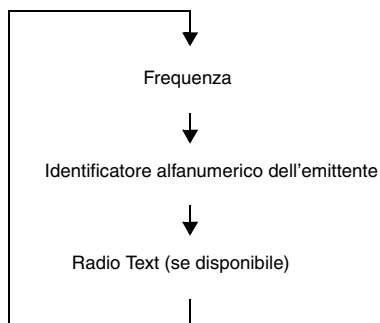 Frequenza
Identificatore alfanumerico dell'emittente
Radio Text (se disponibile)